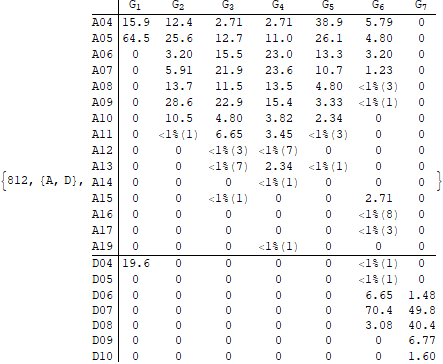 G1 G2 G3 G4 G5 G6 G7
A04 15.9 12.4 2.71 2.71 38.9 5.79 0
A05 64.5 25.6 12.7 11.0 26.1 4.80 0
A06 0 3.20 15.5 23.0 13.3 3.20 0
A07 0 5.91 21.9 23.6 10.7 1.23 0
A08 0 13.7 11.5 13.5 4.80 <1%(3) 0
A09 0 28.6 22.9 15.4 3.33 <1%(1) 0
A10 0 10.5 4.80 3.82 2.34 0 0
A11 0 <1%(1) 6.65 3.45 <1%(3) 0 0
A12 0 0 <1%(3) <1%(7) 0 0 0
A13 0 0 <1%(7) 2.34 <1%(1) 0 0
{812, {A, D}, A14 0 0 0 <1%(1) 0 0 0 }
A15 0 0 <1%(1) 0 0 2.71 0
A16 0 0 0 0 0 <1%(8) 0
A17 0 0 0 0 0 <1%(3) 0
A19 0 0 0 <1%(1) 0 0 0
D04 19.6 0 0 0 0 <1%(1) 0
D05 0 0 0 0 0 <1%(1) 0
D06 0 0 0 0 0 6.65 1.48
D07 0 0 0 0 0 70.4 49.8
D08 0 0 0 0 0 3.08 40.4
D09 0 0 0 0 0 0 6.77
D10 0 0 0 0 0 0 1.60